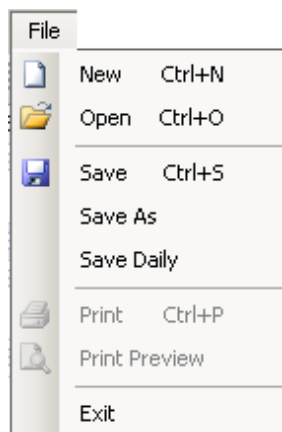 File
New Ctrl+N
Open Ctrl+O
Save Ctrl+S
Save As
Save Daily
Print Ctrl+P
Print Preview
Exit